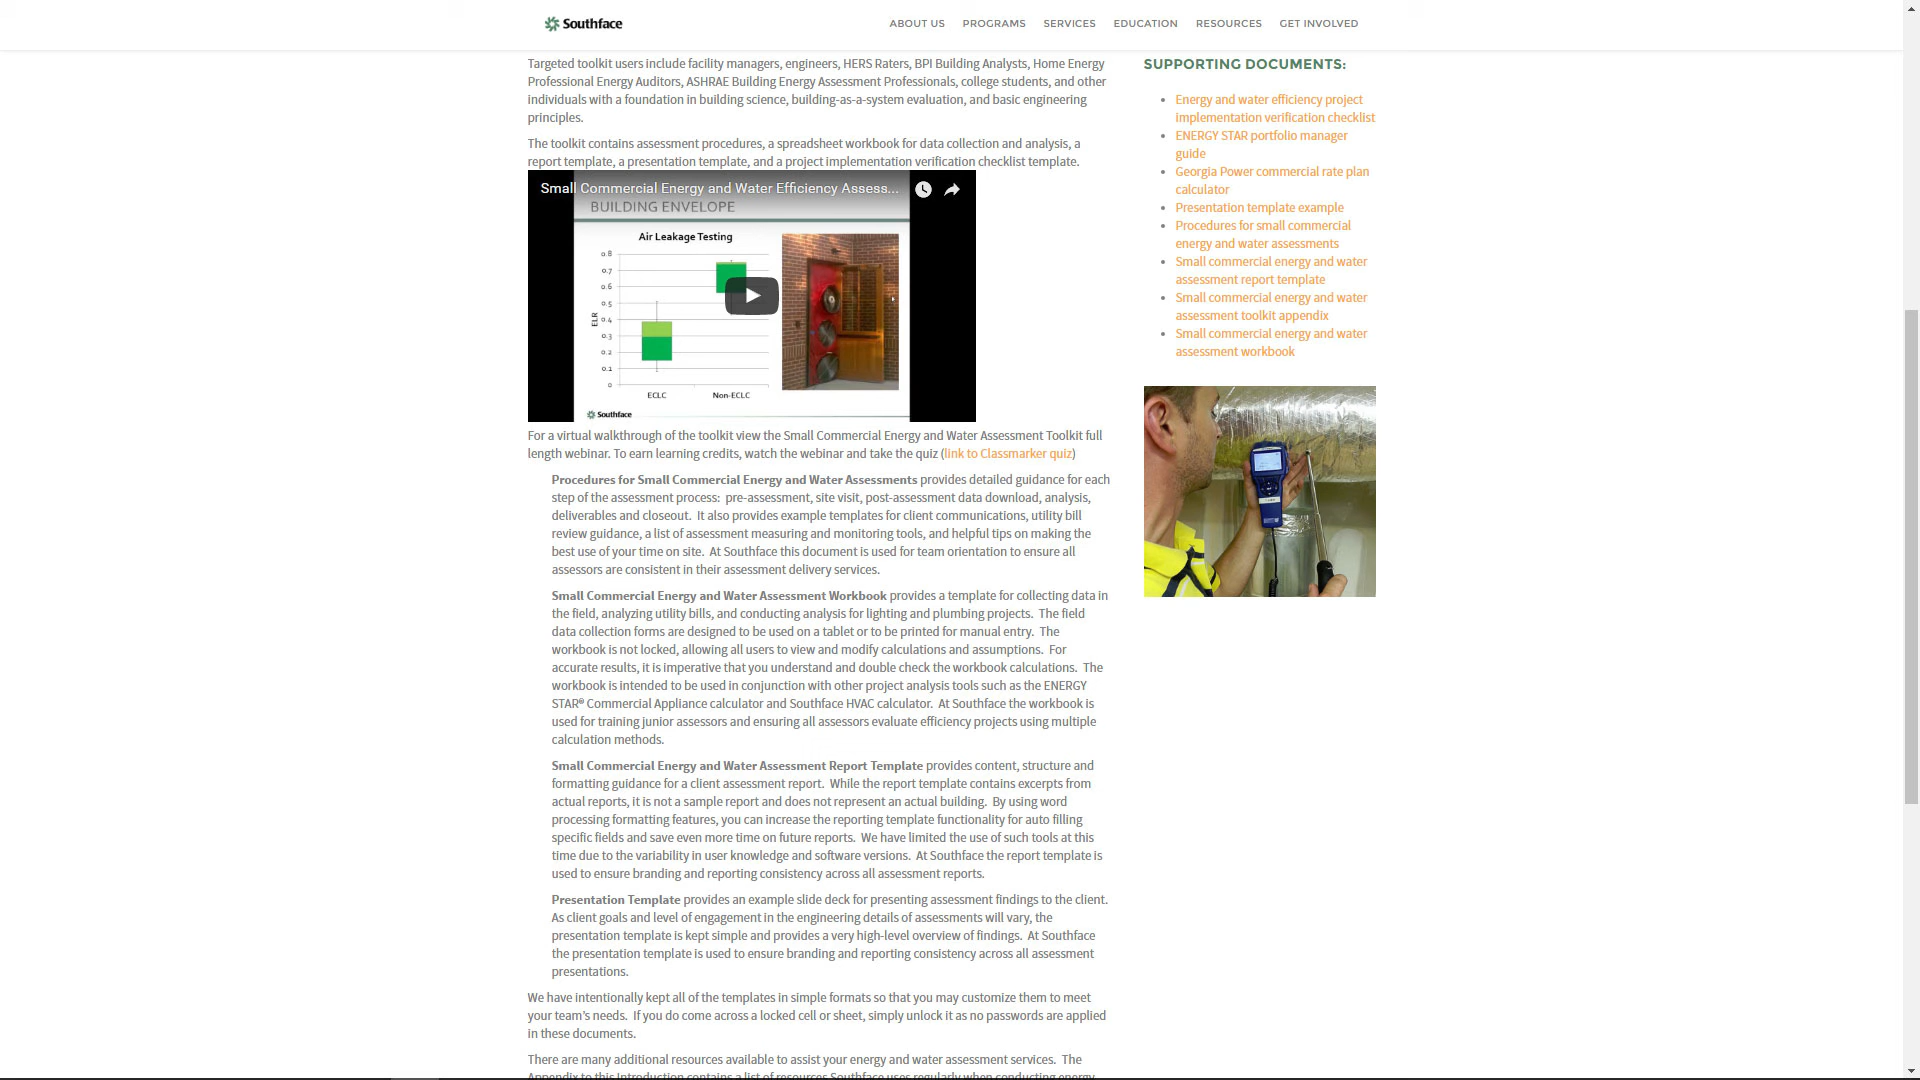 Southface
ABOUT US PROGRAMS SERVICES EDUCATION RESOURCES GET INVOLVED
Targeted toolkit users include facility managers, engineers, HERS Raters, BPI Building Analysts, Home Energy
Professional Energy Auditors, ASHRAE Building Energy Assessment Professionals, college students, and other
individuals with a foundation in building science, building-as-a-system evaluation, and basic engineering
principles.
The toolkit contains assessment procedures, a spreadsheet workbook for data collection and analysis, a
report template, a presentation template, and a project implementation verification checklist template.
Small Commercial Energy and Water Efficiency Assess...
BUILDING ENVELOPE
Air Leakage Testing
0.8
0.7
0.6
0.5
0.4
0.3
0.2
0.1
0
ELR
ECLC Non-ECLC
Southface
For a virtual walkthrough of the toolkit view the Small Commercial Energy and Water Assessment Toolkit full
length webinar. To earn learning credits, watch the webinar and take the quiz (link to Classmarker quiz)
Procedures for Small Commercial Energy and Water Assessments provides detailed guidance for each
step of the assessment process: pre-assessment, site visit, post-assessment data download, analysis,
deliverables and closeout. It also provides example templates for client communications, utility bill
review guidance, a list of assessment measuring and monitoring tools, and helpful tips on making the
best use of your time on site. At Southface this document is used for team orientation to ensure all
assessors are consistent in their assessment delivery services.
Small Commercial Energy and Water Assessment Workbook provides a template for collecting data in
the field, analyzing utility bills, and conducting analysis for lighting and plumbing projects. The field
data collection forms are designed to be used on a tablet or to be printed for manual entry. The
workbook is not locked, allowing all users to view and modify calculations and assumptions. For
accurate results, it is imperative that you understand and double check the workbook calculations. The
workbook is intended to be used in conjunction with other project analysis tools such as the ENERGY
STAR® Commercial Appliance calculator and Southface HVAC calculator. At Southface the workbook is
used for training junior assessors and ensuring all assessors evaluate efficiency projects using multiple
calculation methods.
Small Commercial Energy and Water Assessment Report Template provides content, structure and
formatting guidance for a client assessment report. While the report template contains excerpts from
actual reports, it is not a sample report and does not represent an actual building. By using word
processing formatting features, you can increase the reporting template functionality for auto filling
specific fields and save even more time on future reports. We have limited the use of such tools at this
time due to the variability in user knowledge and software versions. At Southface the report template is
used to ensure branding and reporting consistency across all assessment reports.
Presentation Template provides an example slide deck for presenting assessment findings to the client.
As client goals and level of engagement in the engineering details of assessments will vary, the
presentation template is kept simple and provides a very high-level overview of findings. At Southface
the presentation template is used to ensure branding and reporting consistency across all assessment
presentations.
We have intentionally kept all of the templates in simple formats so that you may customize them to meet
your team's needs. If you do come across a locked cell or sheet, simply unlock it as no passwords are applied
in these documents.
There are many additional resources available to assist your energy and water assessment services. The
Appendix to this Introduction contains a list of resources Southface uses regularly when conducting energy
SUPPORTING DOCUMENTS:
Energy and water efficiency project
implementation verification checklist
ENERGY STAR portfolio manager
guide
Georgia Power commercial rate plan
calculator
Presentation template example
Procedures for small commercial
energy and water assessments
Small commercial energy and water
assessment report template
Small commercial energy and water
assessment toolkit appendix
Small commercial energy and water
assessment workbook